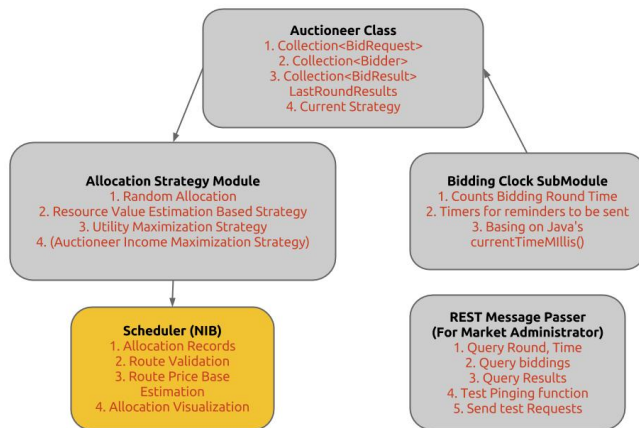 Auctioneer Class
1. Collection<BidRequest>
2. Collection<Bidder>
3. Collection<BidResult>
LastRoundResults
4. Current Strategy
Allocation Strategy Module
1. Random Allocation
2. Resource Value Estimation Based Strategy
3. Utility Maximization Strategy
4. (Auctioneer Income Maximization Strategy)
Bidding Clock SubModule
1. Counts Bidding Round Time
2. Timers for reminders to be sent
3. Basing on Java's
currentTimeMIllis()
Scheduler (NIB)
1. Allocation Records
2. Route Validation
3. Route Price Base
Estimation
4. Allocation Visualization
REST Message Passer
(For Market Administrator)
1. Query Round, Time
2. Query biddings
3. Query Results
4. Test Pinging function
5. Send test Requests